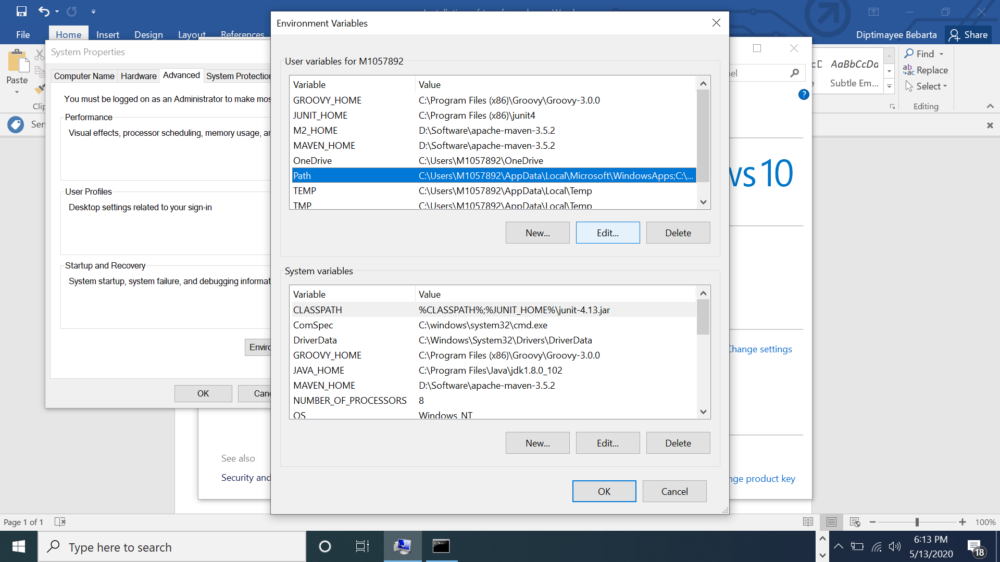 File
Home
Insert
Design
Layout
References
Diptimayee Bebarta
Share
Paste
Find
Replace
Select
Editing
AaBbCcDd
Subtle Em...
System Properties
Computer Name
Hardware
Advanced
System Protection
You must be logged on as an Administrator to make mos
Performance
Visual effects, processor scheduling, memory usage, an
User Profiles
Desktop settings related to your sign-in
Startup and Recovery
System startup, system failure, and debugging informat
Enviro
OK
Canc
See also
Security and
Environment Variables
User variables for M1057892
Variable Value
GROOVY_HOME C:\Program Files (x86)\Groovy\Groovy-3.0.0
JUNIT_HOME C:\Program Files (x86)\junit4
M2_HOME D:\Software\apache-maven-3.5.2
MAVEN_HOME D:\Software\apache-maven-3.5.2
OneDrive C:\Users\M1057892\OneDrive
Path C:\Users\M1057892\AppData\Local\Microsoft\WindowsApps;C:\...
TEMP C:\Users\M1057892\AppData\Local\Temp
TMP C:\Users\M1057892\AppData\Local\Temp
New... Edit... Delete
System variables
Variable Value
CLASSPATH %CLASSPATH%;%JUNIT_HOME%\junit-4.13.jar
ComSpec C:\windows\system32\cmd.exe
DriverData C:\Windows\System32\Drivers\DriverData
GROOVY_HOME C:\Program Files (x86)\Groovy\Groovy-3.0.0
JAVA_HOME C:\Program Files\Java\jdk1.8.0_102
MAVEN_HOME D:\Software\apache-maven-3.5.2
NUMBER_OF_PROCESSORS 8
OS Windows_NT
New... Edit... Delete
OK Cancel
ws 10
Change settings
nge product key
Page 1 of 1
100%
Type here to search
6:13 PM
5/13/2020
18